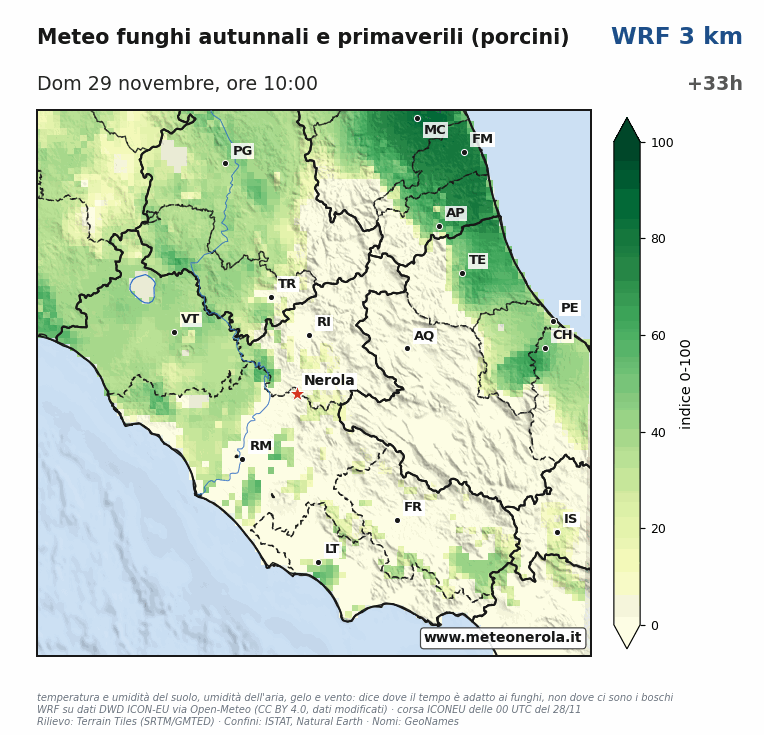 Meteo funghi autunnali e primaverili (porcini)
WRF 3 km
Dom 29 novembre, ore 10:00
+33h
MC
FM
PG
AP
TE
TR
PE
VT
RI
AQ
CH
Nerola
RM
FR
IS
LT
www.meteonerola.it
100
80
60
40
20
0
indice 0-100
temperatura e umidità del suolo, umidità dell'aria, gelo e vento: dice dove il tempo è adatto ai funghi, non dove ci sono i boschi
WRF su dati DWD ICON-EU via Open-Meteo (CC BY 4.0, dati modificati) · corsa ICONEU delle 00 UTC del 28/11
Rilievo: Terrain Tiles (SRTM/GMTED) · Confini: ISTAT, Natural Earth · Nomi: GeoNames